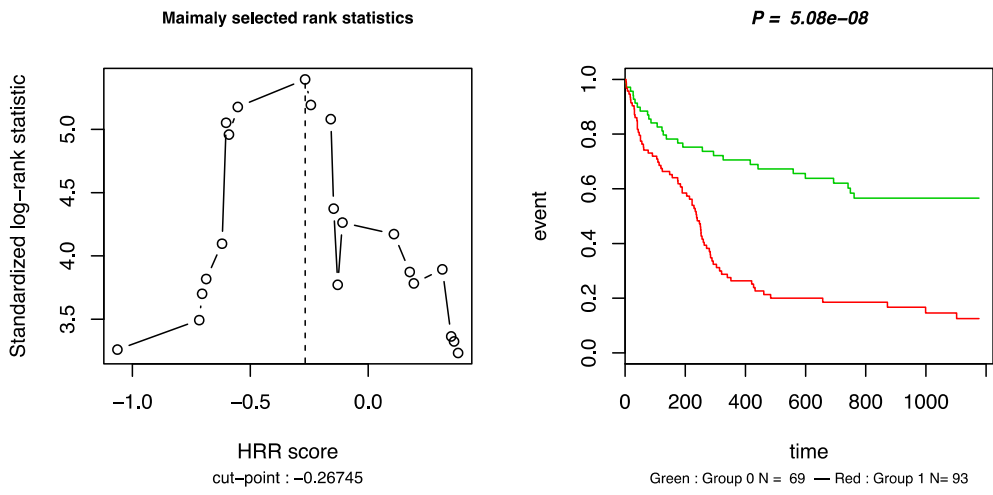 Maimaly selected rank statistics
Standardized log−rank statistic
5.0
4.5
4.0
3.5
−1.0
−0.5
0.0
HRR score
cut−point : −0.26745
P = 5.08e−08
event
1.0
0.8
0.6
0.4
0.2
0.0
0
200
400
600
800
1000
time
Green : Group 0 N = 69 — Red : Group 1 N= 93